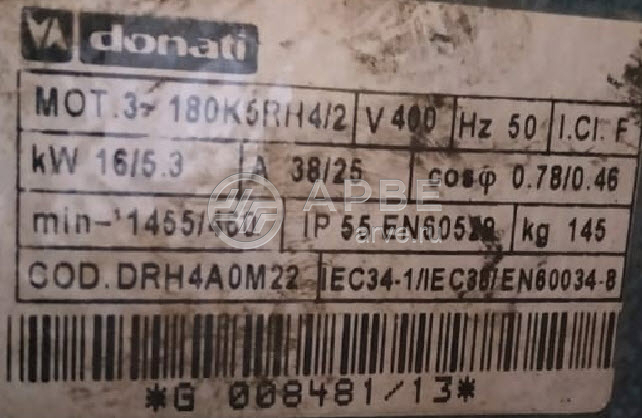 donati
MOT.3~ 180K5RH4/2 V 400 Hz 50 I.Cl. F
kW 16/5.3 A 38/25 cosφ 0.78/0.46
min-¹1455/460 IP 55 EN60529 kg 145
COD.DRH4A0M22 IEC34-1/IEC38/EN60034-8
*G 008481/13*
АРВЕ
arve.ru